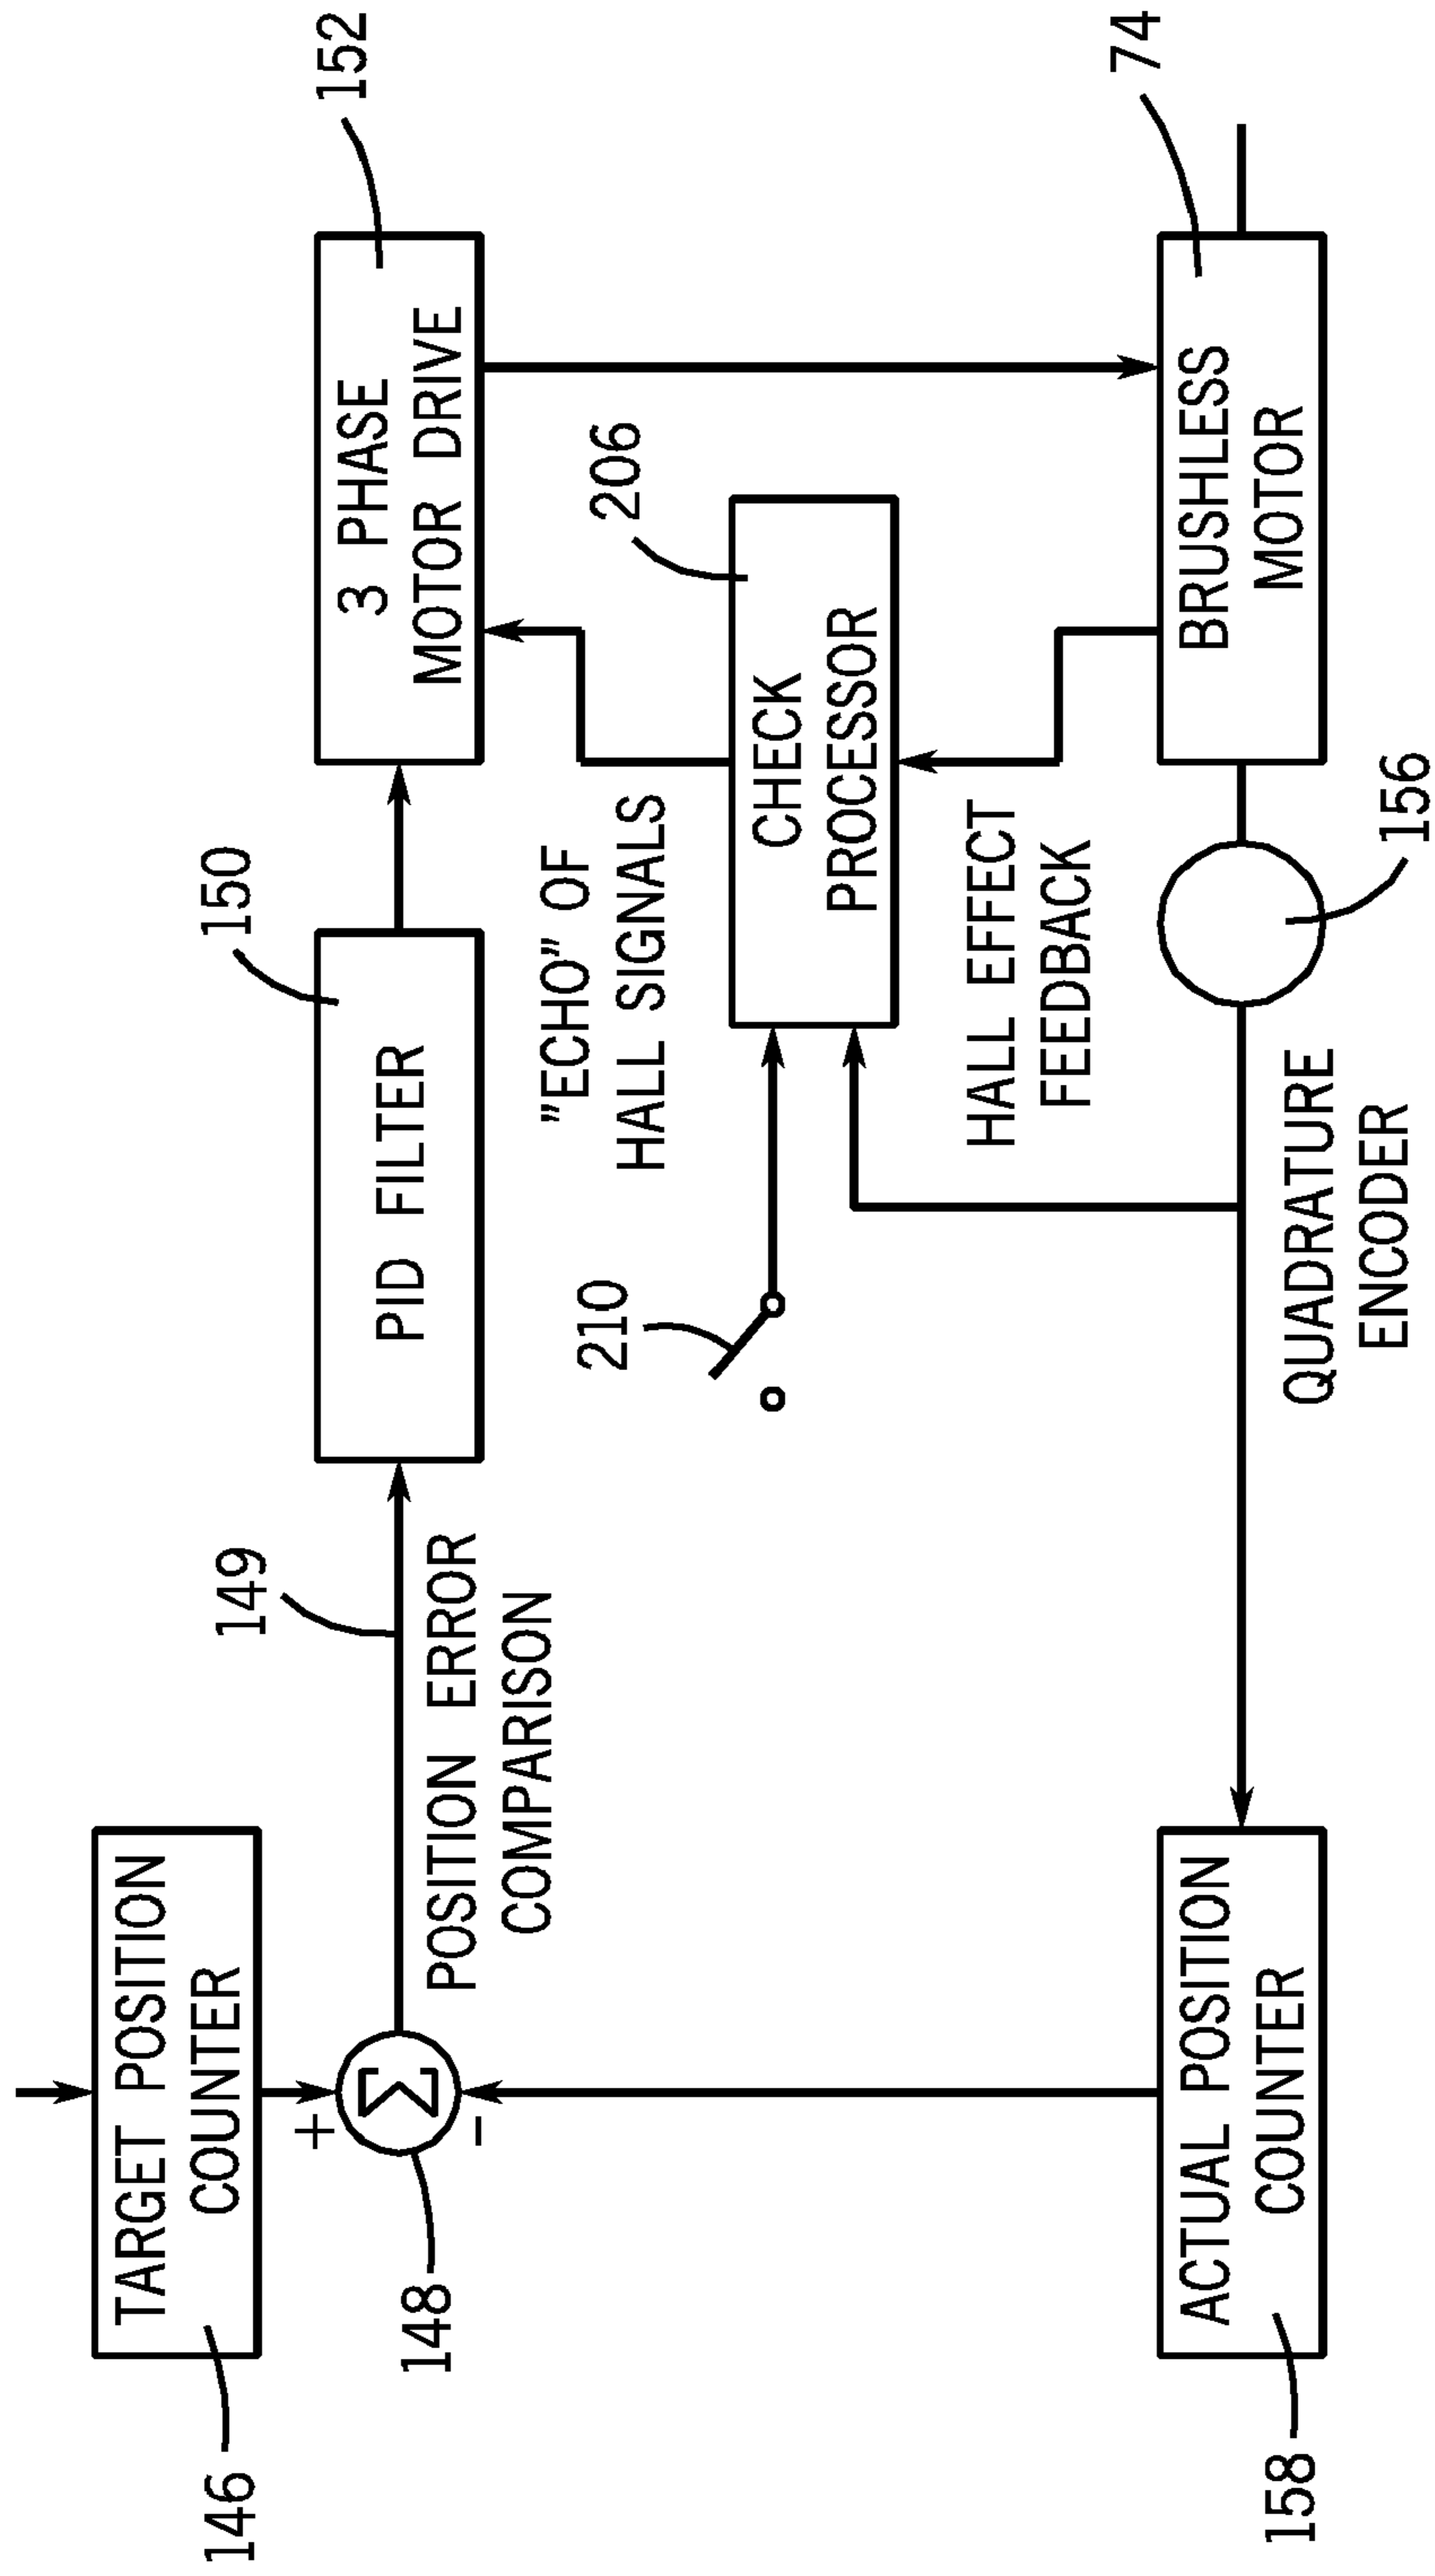 TARGET POSITION
COUNTER
146
+
Σ
−
148
149
POSITION ERROR
COMPARISON
PID FILTER
150
3 PHASE
MOTOR DRIVE
152
"ECHO" OF
HALL SIGNALS
210
CHECK
PROCESSOR
206
HALL EFFECT
FEEDBACK
ACTUAL POSITION
COUNTER
158
QUADRATURE
ENCODER
156
BRUSHLESS
MOTOR
74